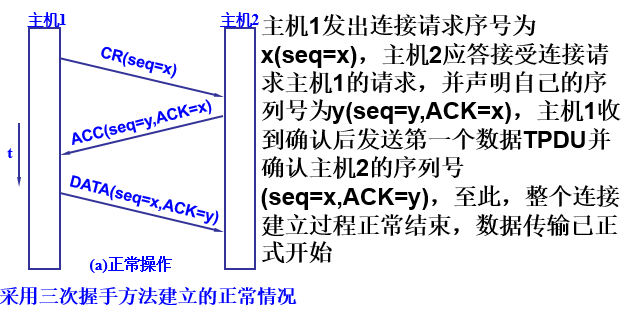 主机1
主机2
CR(seq=x)
ACC(seq=y,ACK=x)
t
DATA(seq=x,ACK=y)
(a)正常操作
采用三次握手方法建立的正常情况
主机1发出连接请求序号为
x(seq=x)，主机2应答接受连接请
求主机1的请求，并声明自己的序
列号为y(seq=y,ACK=x)，主机1收
到确认后发送第一个数据TPDU并
确认主机2的序列号
(seq=x,ACK=y)，至此，整个连接
建立过程正常结束，数据传输已正
式开始